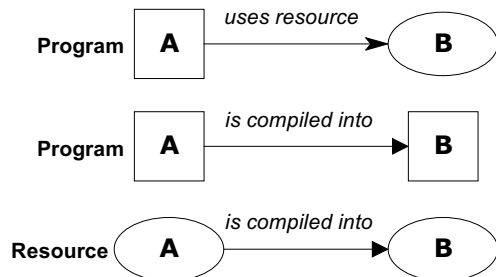 uses resource
Program A B
is compiled into
Program A B
is compiled into
Resource A B